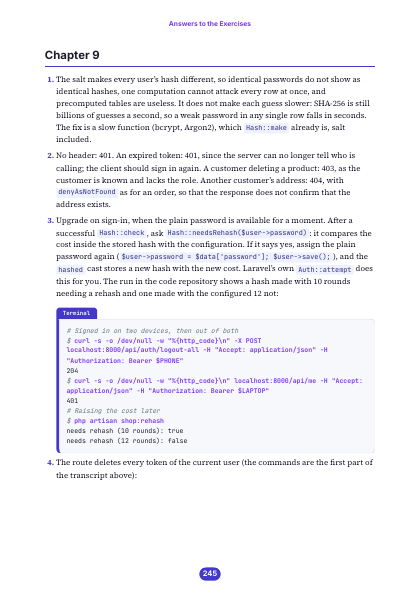 Answers to the Exercises
Chapter 9
1. The salt makes every user's hash different, so identical passwords do not show as
identical hashes, one computation cannot attack every row at once, and
precomputed tables are useless. It does not make each guess slower: SHA-256 is still
billions of guesses a second, so a weak password in any single row falls in seconds.
The fix is a slow function (bcrypt, Argon2), which Hash::make already is, salt
included.
2. No header: 401. An expired token: 401, since the server can no longer tell who is
calling; the client should sign in again. A customer deleting a product: 403, as the
customer is known and lacks the role. Another customer's address: 404, with
denyAsNotFound as for an order, so that the response does not confirm that the
address exists.
3. Upgrade on sign-in, when the plain password is available for a moment. After a
successful Hash::check, ask Hash::needsRehash($user->password): it compares the
cost inside the stored hash with the configuration. If it says yes, assign the plain
password again ($user->password = $data['password']; $user->save();), and the
hashed cast stores a new hash with the new cost. Laravel's own Auth::attempt does
this for you. The run in the code repository shows a hash made with 10 rounds
needing a rehash and one made with the configured 12 not:
Terminal
# Signed in on two devices, then out of both
$ curl -s -o /dev/null -w "%{http_code}\n" -X POST
localhost:8000/api/auth/logout-all -H "Accept: application/json" -H
"Authorization: Bearer $PHONE"
204
$ curl -s -o /dev/null -w "%{http_code}\n" localhost:8000/api/me -H "Accept:
application/json" -H "Authorization: Bearer $LAPTOP"
401
# Raising the cost later
$ php artisan shop:rehash
needs rehash (10 rounds): true
needs rehash (12 rounds): false
4. The route deletes every token of the current user (the commands are the first part of
the transcript above):
245